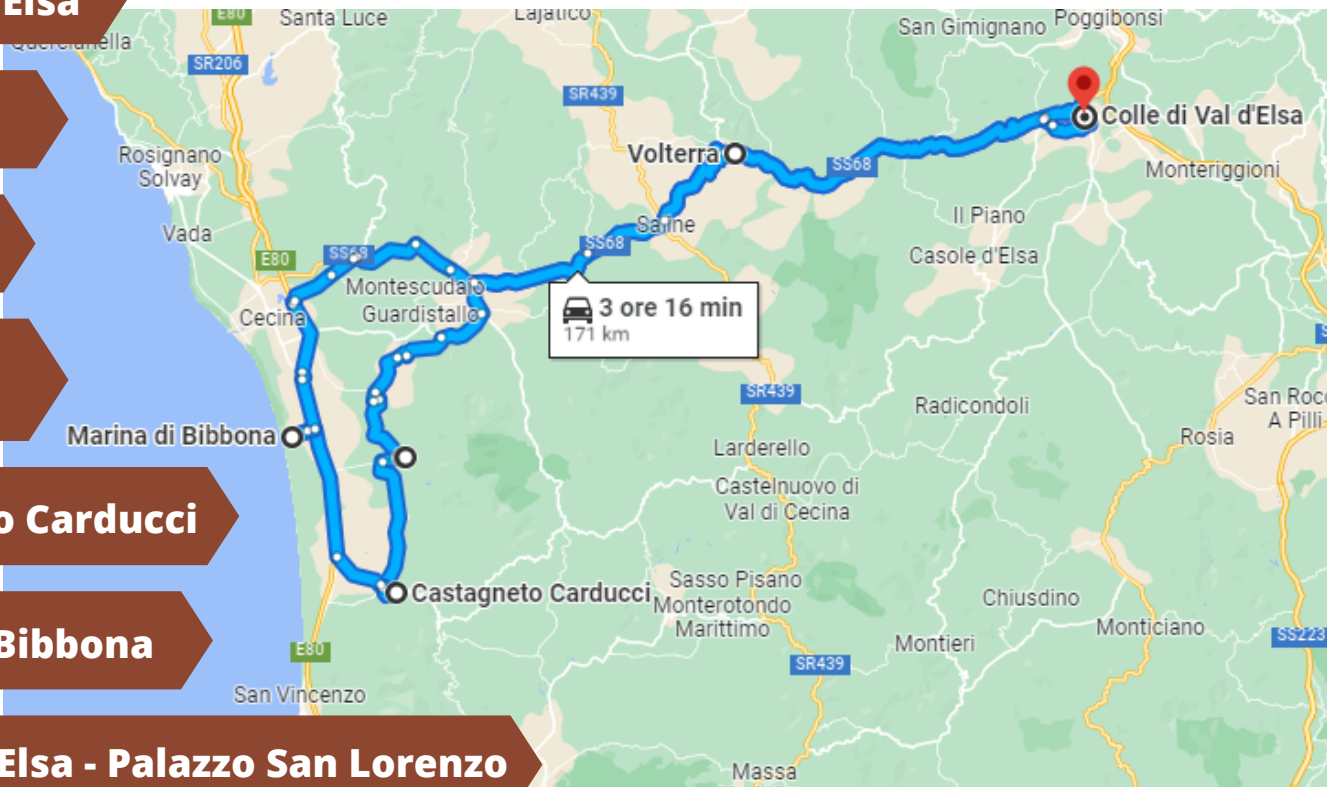 Elsa
E80
Santa Luce
Lajatico
San Gimignano
Poggibonsi
Quercianella
SR206
SR439
Colle di Val d'Elsa
Rosignano
Solvay
Volterra
SS68
Monteriggioni
Vada
Saline
Il Piano
E80
SS68
SS68
Casole d'Elsa
Montescudaio
Guardistallo
Cecina
3 ore 16 min
171 km
SR439
Radicondoli
San Roc
A Pilli
Marina di Bibbona
Larderello
Rosia
Castelnuovo di
Val di Cecina
o Carducci
Castagneto Carducci
Sasso Pisano
Monterotondo
Marittimo
Chiusdino
Bibbona
E80
Montieri
Monticiano
SS223
SR439
San Vincenzo
Elsa - Palazzo San Lorenzo
Massa